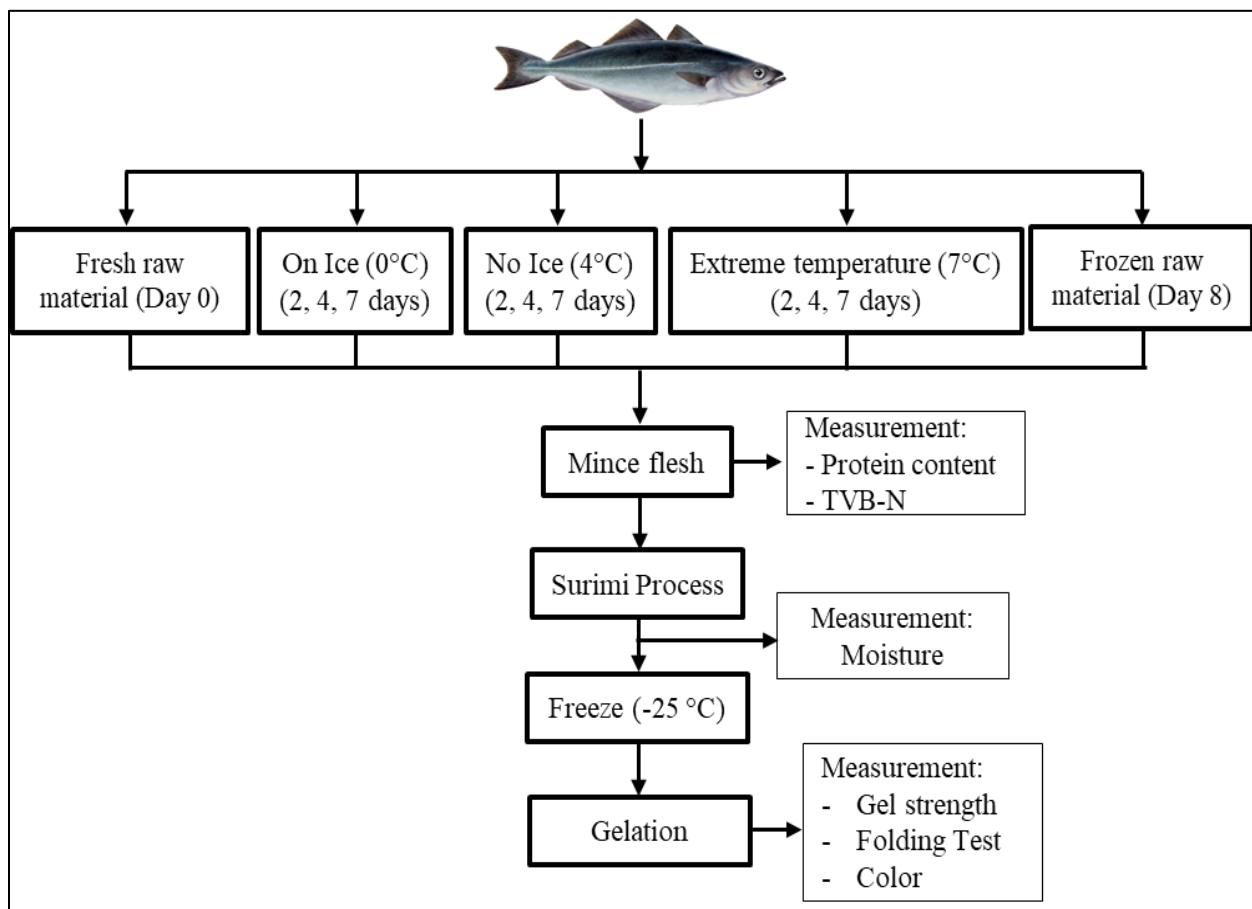 Fresh raw
material (Day 0)
On Ice (0°C)
(2, 4, 7 days)
No Ice (4°C)
(2, 4, 7 days)
Extreme temperature (7°C)
(2, 4, 7 days)
Frozen raw
material (Day 8)
Mince flesh
Measurement:
- Protein content
- TVB-N
Surimi Process
Measurement:
Moisture
Freeze (-25 °C)
Gelation
Measurement:
- Gel strength
- Folding Test
- Color